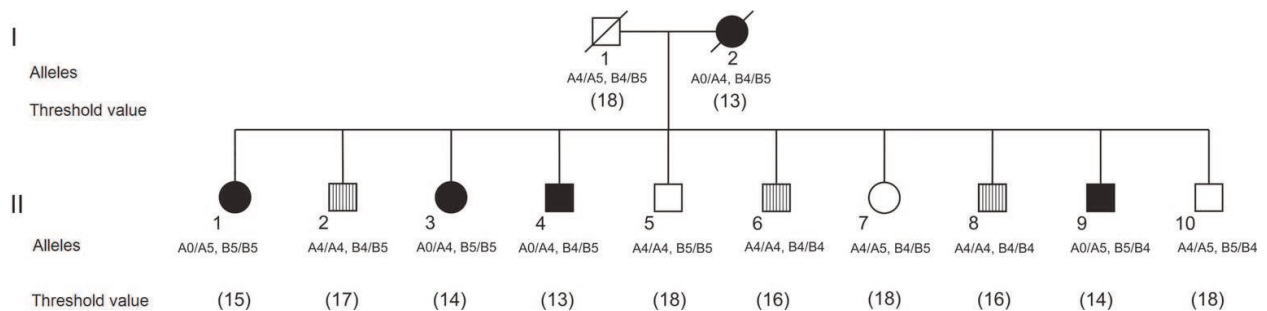 I
1 2
Alleles A4/A5, B4/B5 A0/A4, B4/B5
Threshold value (18) (13)
II
1 2 3 4 5 6 7 8 9 10
Alleles A0/A5, B5/B5 A4/A4, B4/B5 A0/A4, B5/B5 A0/A4, B4/B5 A4/A4, B5/B5 A4/A4, B4/B4 A4/A5, B4/B5 A4/A4, B4/B4 A0/A5, B5/B4 A4/A5, B5/B4
Threshold value (15) (17) (14) (13) (18) (16) (18) (16) (14) (18)